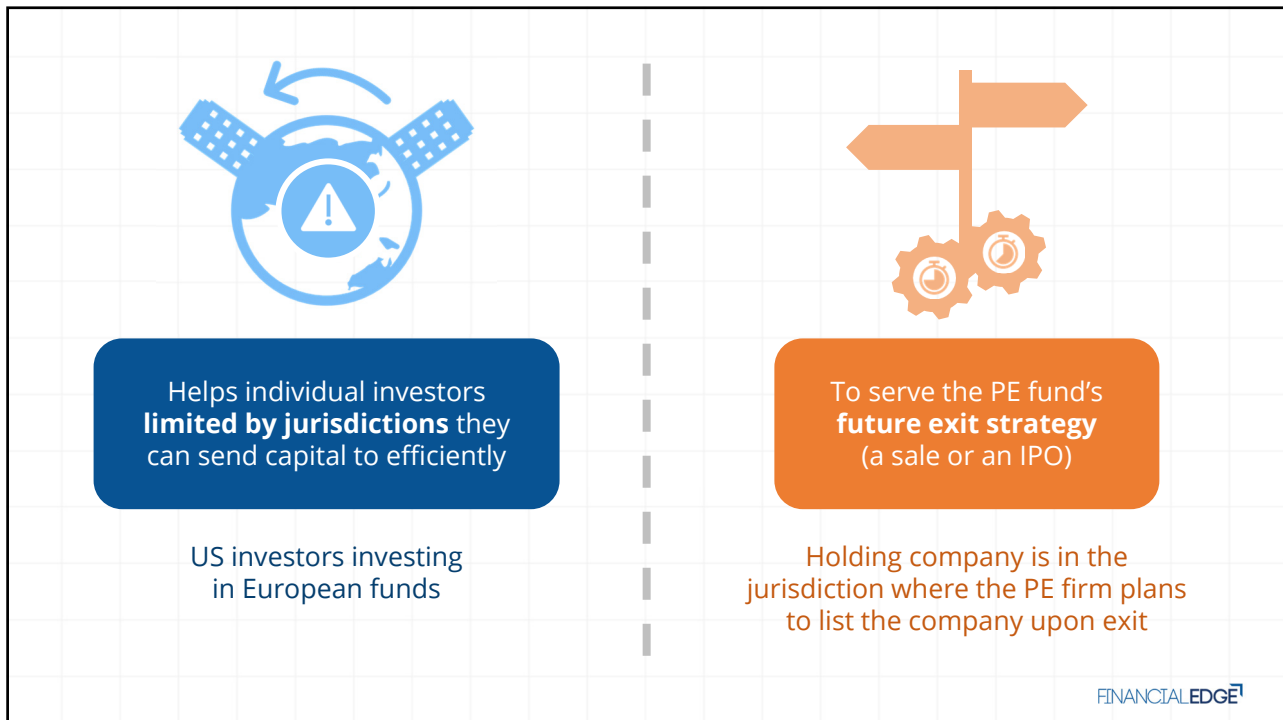 Helps individual investors
limited by jurisdictions they
can send capital to efficiently
US investors investing
in European funds
To serve the PE fund’s
future exit strategy
(a sale or an IPO)
Holding company is in the
jurisdiction where the PE firm plans
to list the company upon exit
FINANCIALEDGE